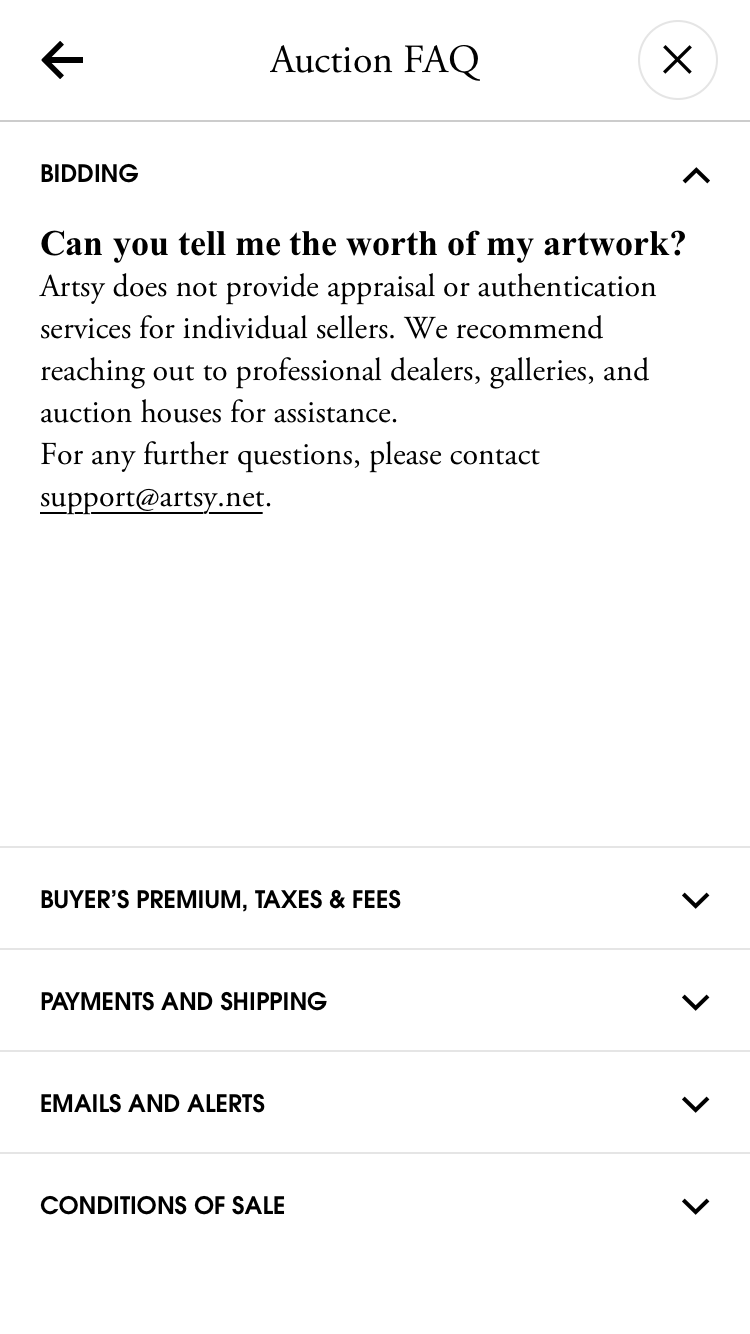 Auction FAQ
BIDDING
Can you tell me the worth of my artwork?
Artsy does not provide appraisal or authentication
services for individual sellers. We recommend
reaching out to professional dealers, galleries, and
auction houses for assistance.
For any further questions, please contact
support@artsy.net.
BUYER’S PREMIUM, TAXES & FEES
PAYMENTS AND SHIPPING
EMAILS AND ALERTS
CONDITIONS OF SALE